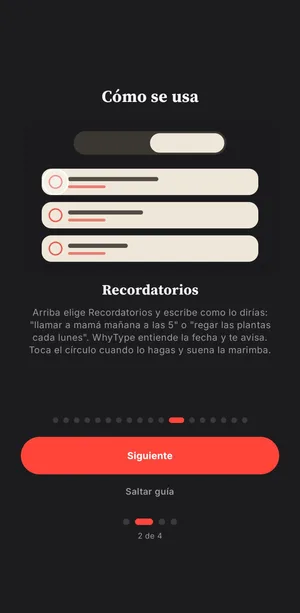 Cómo se usa
Recordatorios
Arriba elige Recordatorios y escribe como lo dirías:
"llamar a mamá mañana a las 5" o "regar las plantas
cada lunes". WhyType entiende la fecha y te avisa.
Toca el círculo cuando lo hagas y suena la marimba.
Siguiente
Saltar guía
2 de 4